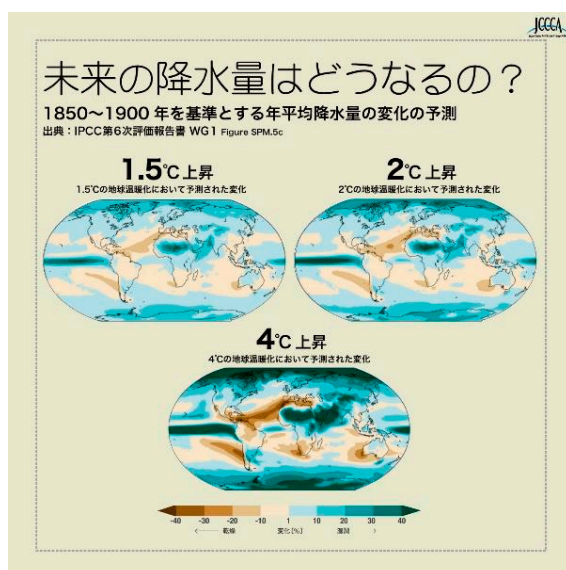 JCCCA
未来の降水量はどうなるの？
1850〜1900 年を基準とする年平均降水量の変化の予測
出典：IPCC第6次評価報告書 WG1 Figure SPM.5c
1.5℃ 上昇
1.5℃の地球温暖化において予測された変化
2℃ 上昇
2℃の地球温暖化において予測された変化
4℃ 上昇
4℃の地球温暖化において予測された変化
-40 -30 -20 -10 1 10 20 30 40
乾燥 変化 [%] 湿潤